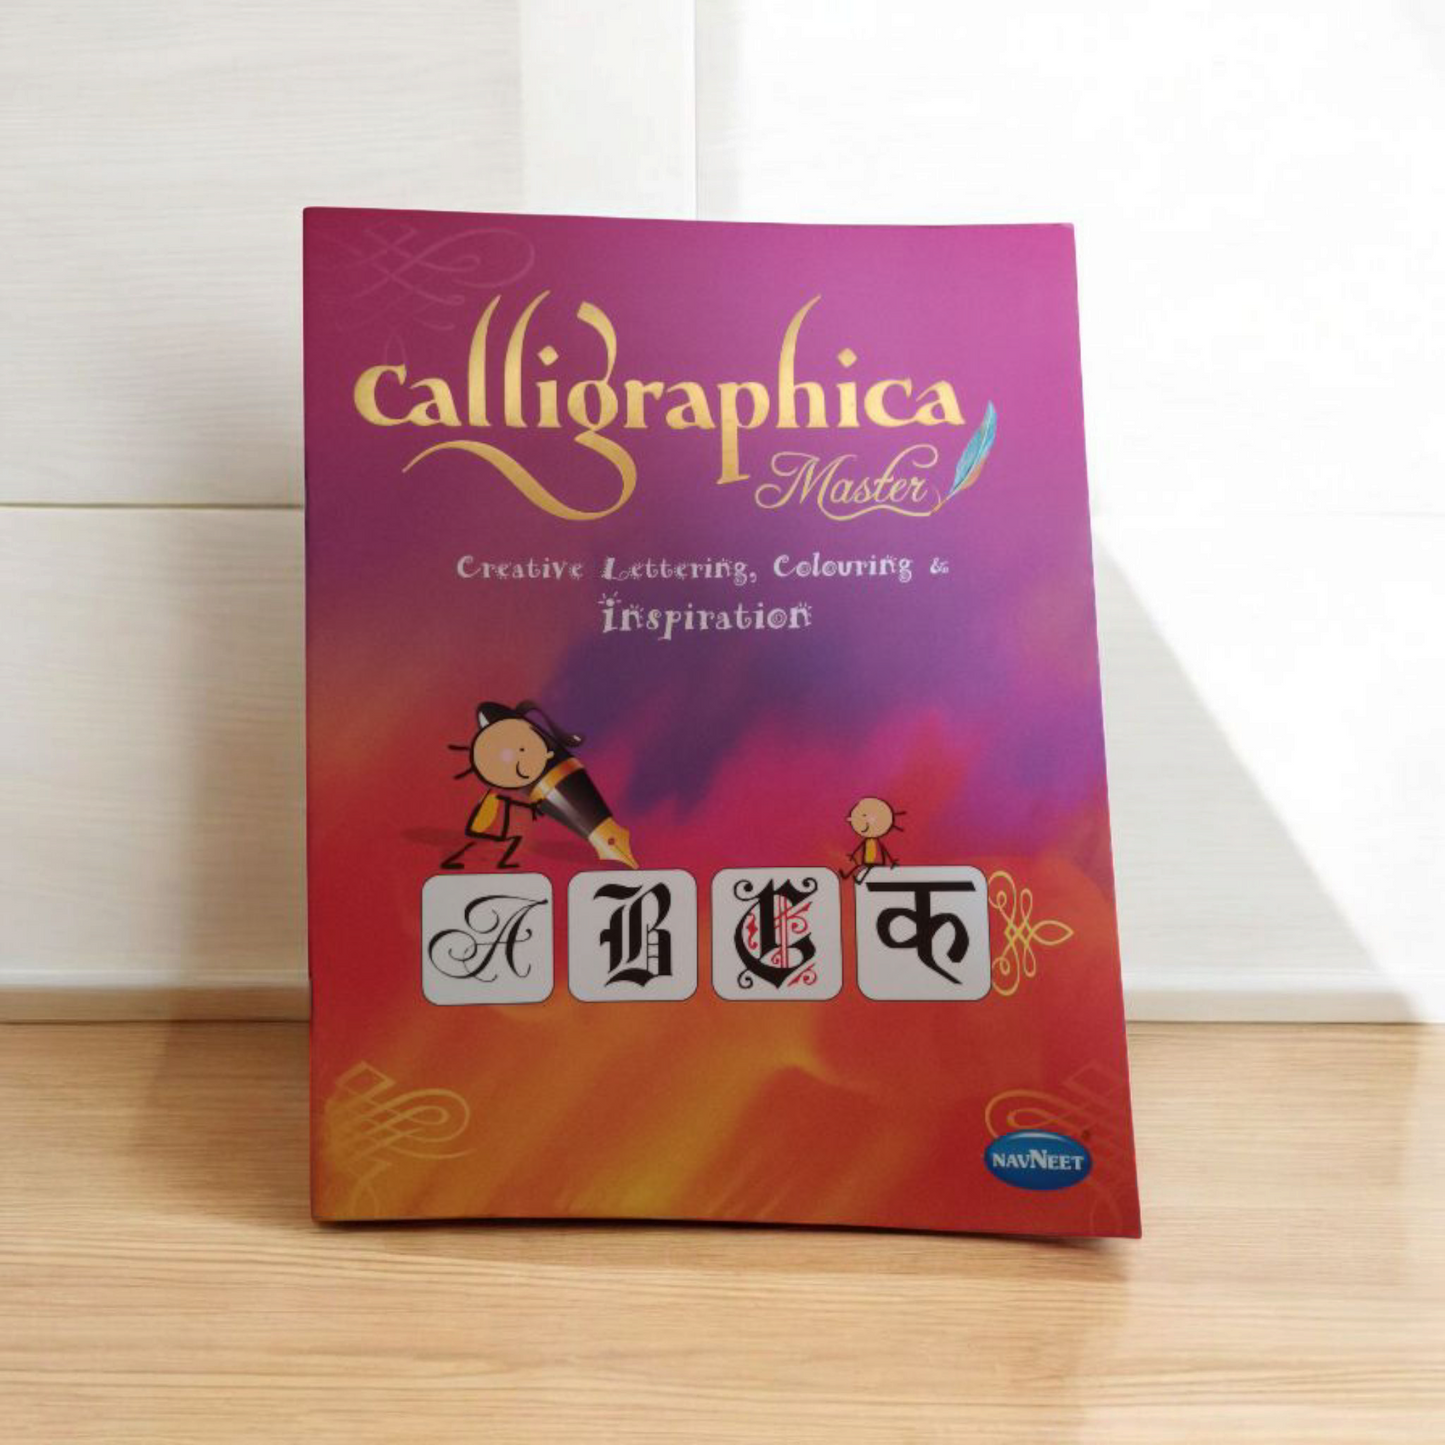 Calligraphica
Master
Creative Lettering, Colouring &
inspiration
A B C क
NAVNEET